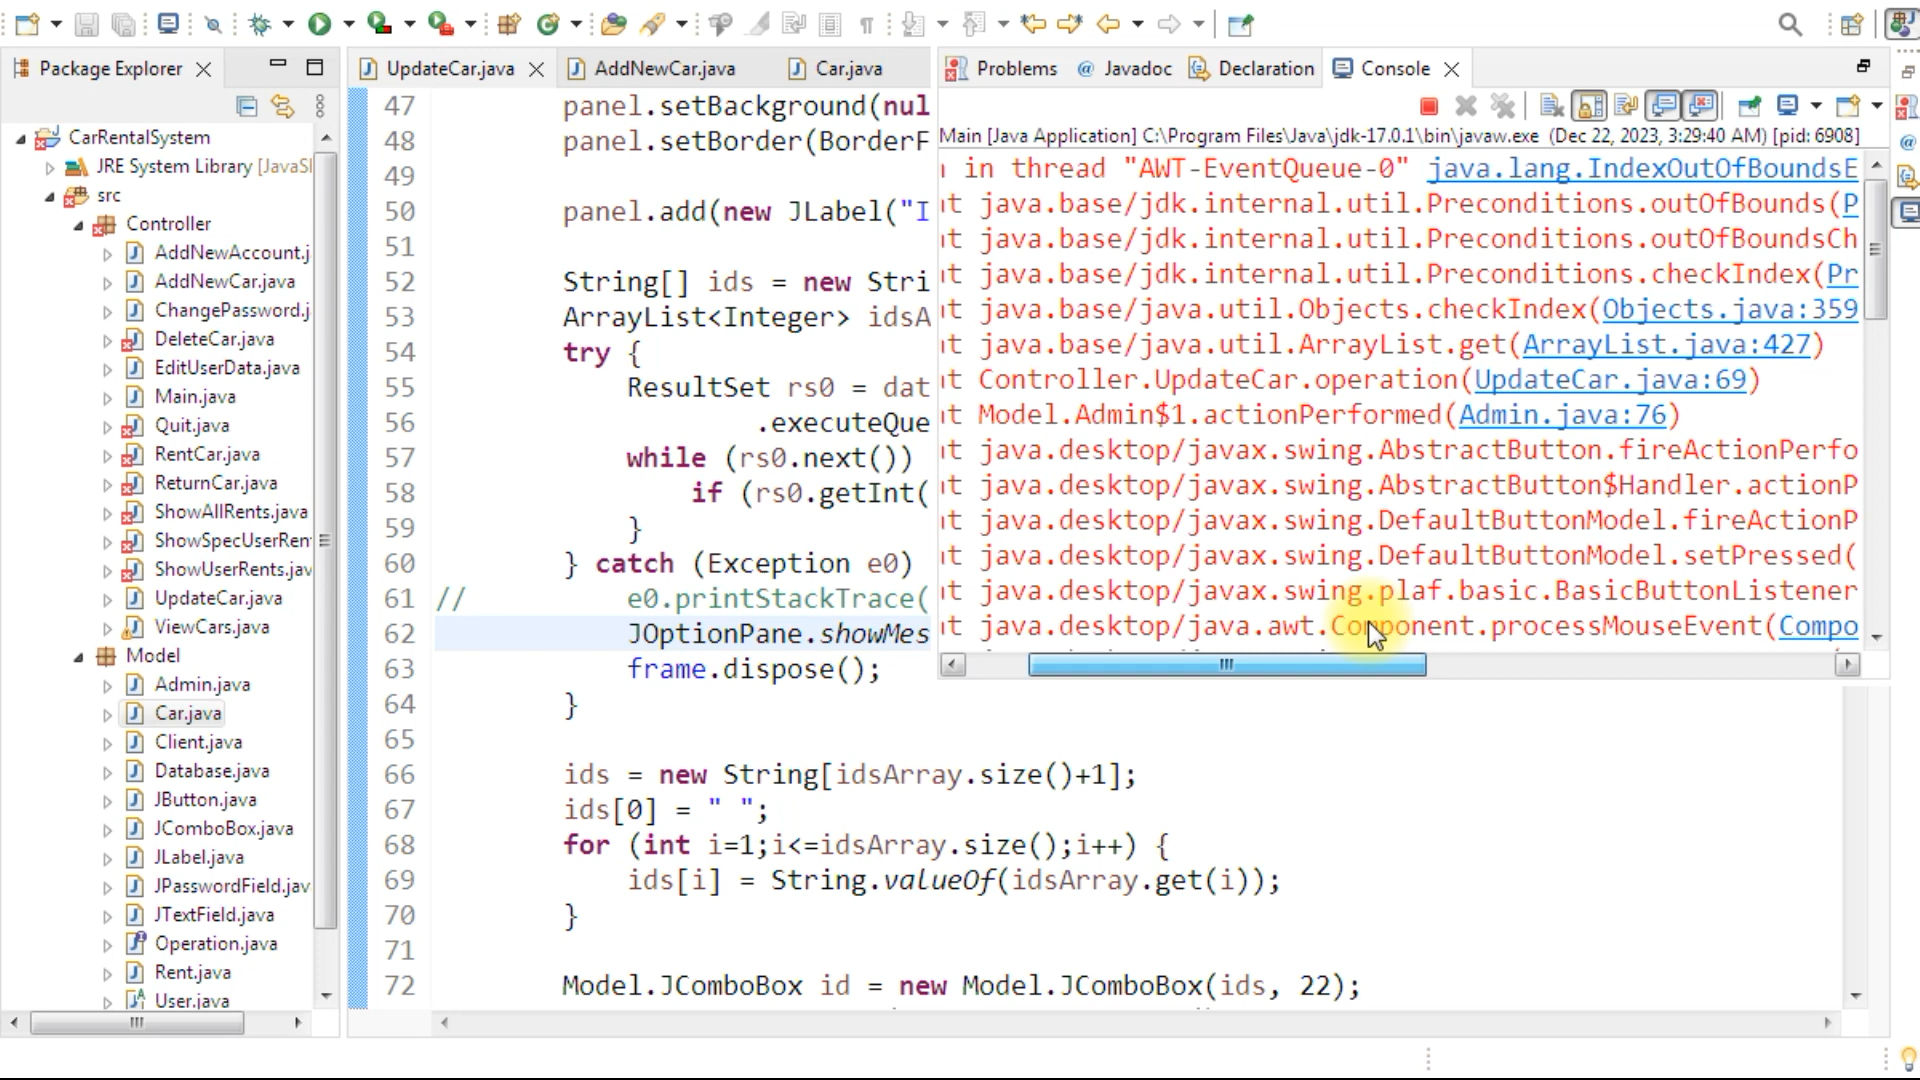 Package Explorer
CarRentalSystem
JRE System Library [JavaSI
src
Controller
AddNewAccount.j
AddNewCar.java
ChangePassword.j
DeleteCar.java
EditUserData.java
Main.java
Quit.java
RentCar.java
ReturnCar.java
ShowAllRents.java
ShowSpecUserRen
ShowUserRents.jav
UpdateCar.java
ViewCars.java
Model
Admin.java
Car.java
Client.java
Database.java
JButton.java
JComboBox.java
JLabel.java
JPasswordField.jav
JTextField.java
Operation.java
Rent.java
User.java
UpdateCar.java
AddNewCar.java
Car.java
47 panel.setBackground(nul
48 panel.setBorder(BorderF
49
50 panel.add(new JLabel("I
51
52 String[] ids = new Stri
53 ArrayList<Integer> idsA
54 try {
55 ResultSet rs0 = dat
56 .executeQue
57 while (rs0.next())
58 if (rs0.getInt(
59 }
60 } catch (Exception e0)
61 // e0.printStackTrace(
62 JOptionPane.showMes
63 frame.dispose();
64 }
65
66 ids = new String[idsArray.size()+1];
67 ids[0] = " ";
68 for (int i=1;i<=idsArray.size();i++) {
69 ids[i] = String.valueOf(idsArray.get(i));
70 }
71
72 Model.JComboBox id = new Model.JComboBox(ids, 22);
Problems
@ Javadoc
Declaration
Console
Main [Java Application] C:\Program Files\Java\jdk-17.0.1\bin\javaw.exe (Dec 22, 2023, 3:29:40 AM) [pid: 6908]
in thread "AWT-EventQueue-0" java.lang.IndexOutOfBoundsE
t java.base/jdk.internal.util.Preconditions.outOfBounds(P
t java.base/jdk.internal.util.Preconditions.outOfBoundsCh
t java.base/jdk.internal.util.Preconditions.checkIndex(Pr
t java.base/java.util.Objects.checkIndex(Objects.java:359
t java.base/java.util.ArrayList.get(ArrayList.java:427)
t Controller.UpdateCar.operation(UpdateCar.java:69)
t Model.Admin$1.actionPerformed(Admin.java:76)
t java.desktop/javax.swing.AbstractButton.fireActionPerfo
t java.desktop/javax.swing.AbstractButton$Handler.actionP
t java.desktop/javax.swing.DefaultButtonModel.fireActionP
t java.desktop/javax.swing.DefaultButtonModel.setPressed(
t java.desktop/javax.swing.plaf.basic.BasicButtonListener
t java.desktop/java.awt.Component.processMouseEvent(Compo